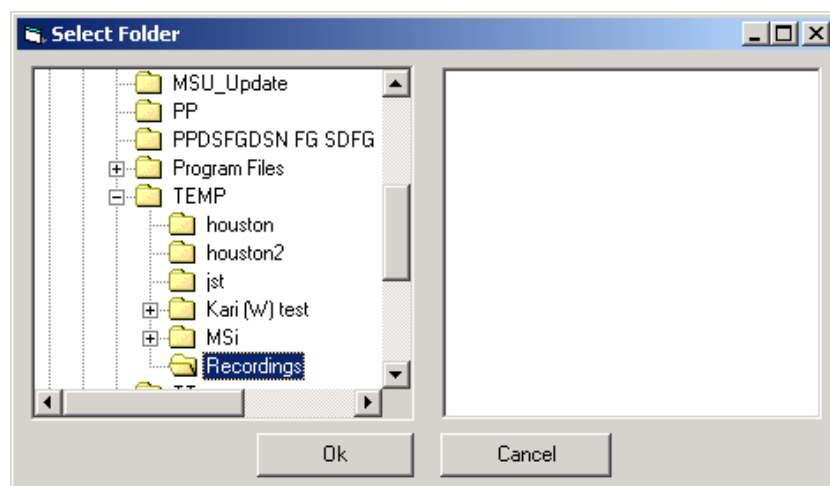 Select Folder
MSU_Update
PP
PPDSFGDSN FG SDFG
Program Files
TEMP
houston
houston2
jst
Kari (W) test
MSi
Recordings
Ok
Cancel